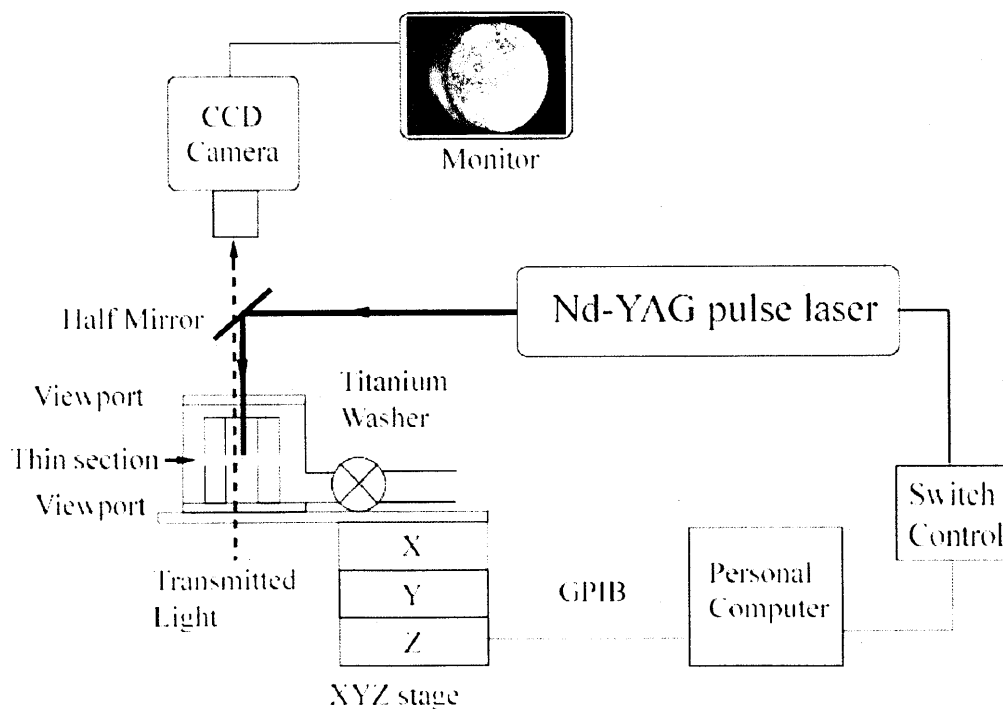 CCD
Camera
Monitor
Half Mirror
Nd-YAG pulse laser
Viewport
Titanium
Washer
Thin section
Viewport
Switch
Control
X
Transmitted
Light
Y
GPIB
Personal
Computer
Z
XYZ stage